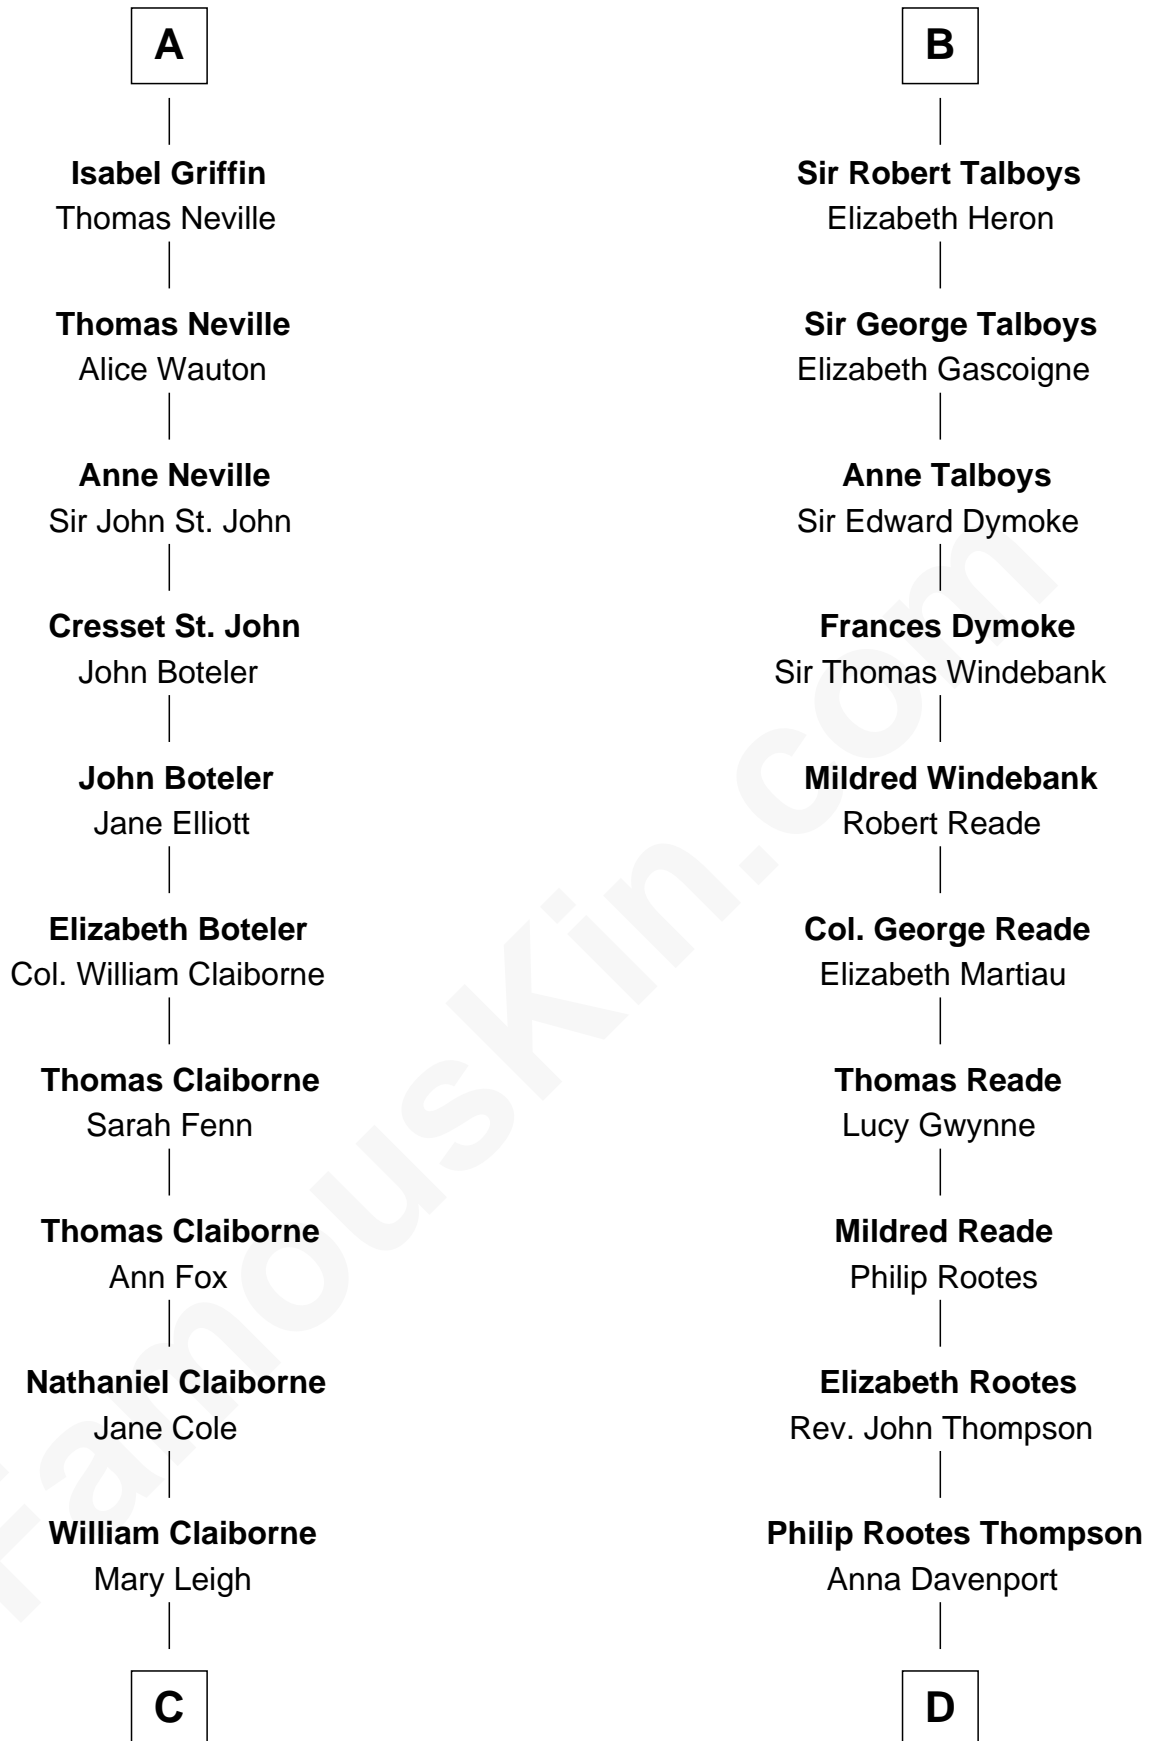 A
Isabel Griffin
Thomas Neville
Thomas Neville
Alice Wauton
Anne Neville
Sir John St. John
Cresset St. John
John Boteler
John Boteler
Jane Elliott
Elizabeth Boteler
Col. William Claiborne
Thomas Claiborne
Sarah Fenn
Thomas Claiborne
Ann Fox
Nathaniel Claiborne
Jane Cole
William Claiborne
Mary Leigh
C
B
Sir Robert Talboys
Elizabeth Heron
Sir George Talboys
Elizabeth Gascoigne
Anne Talboys
Sir Edward Dymoke
Frances Dymoke
Sir Thomas Windebank
Mildred Windebank
Robert Reade
Col. George Reade
Elizabeth Martiau
Thomas Reade
Lucy Gwynne
Mildred Reade
Philip Rootes
Elizabeth Rootes
Rev. John Thompson
Philip Rootes Thompson
Anna Davenport
D
FamousKin.com